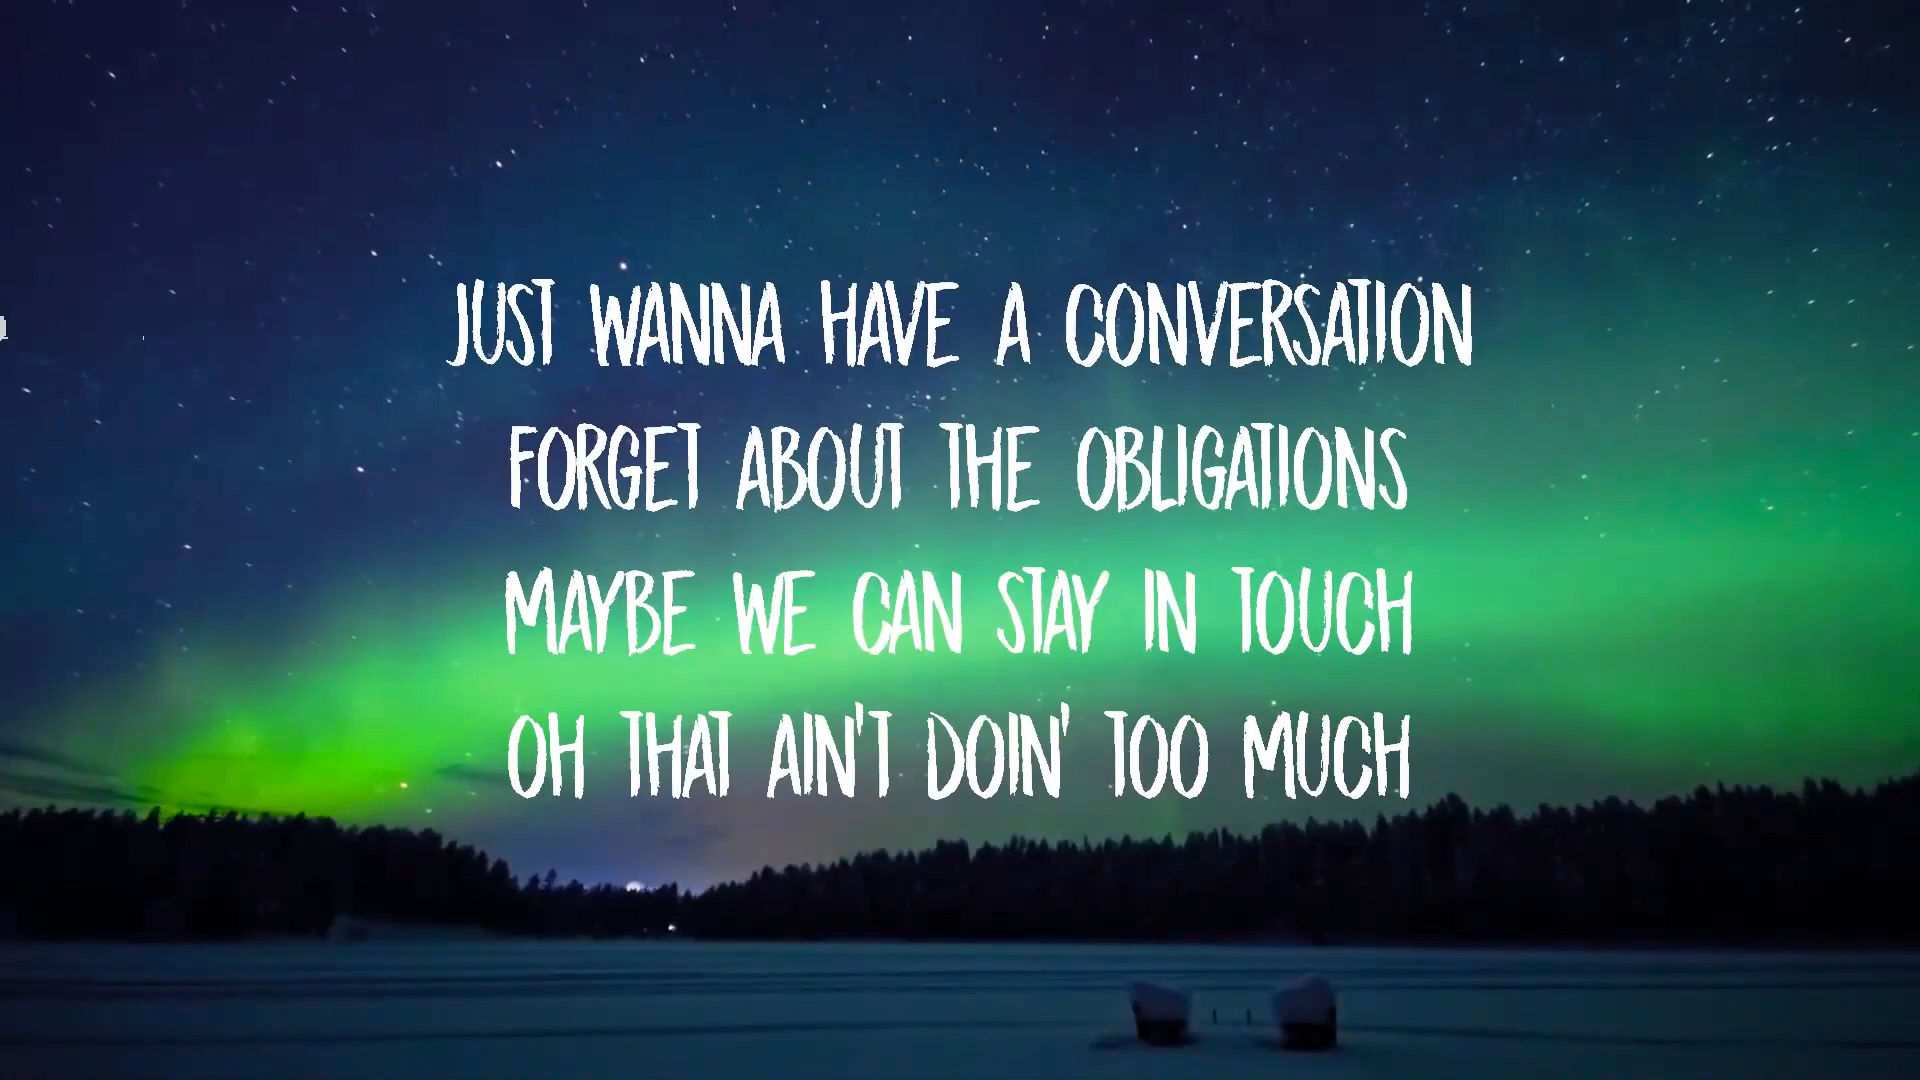 JUST WANNA HAVE A CONVERSATION
FORGET ABOUT THE OBLIGATIONS
MAYBE WE CAN STAY IN TOUCH
OH THAT AIN'T DOIN' TOO MUCH